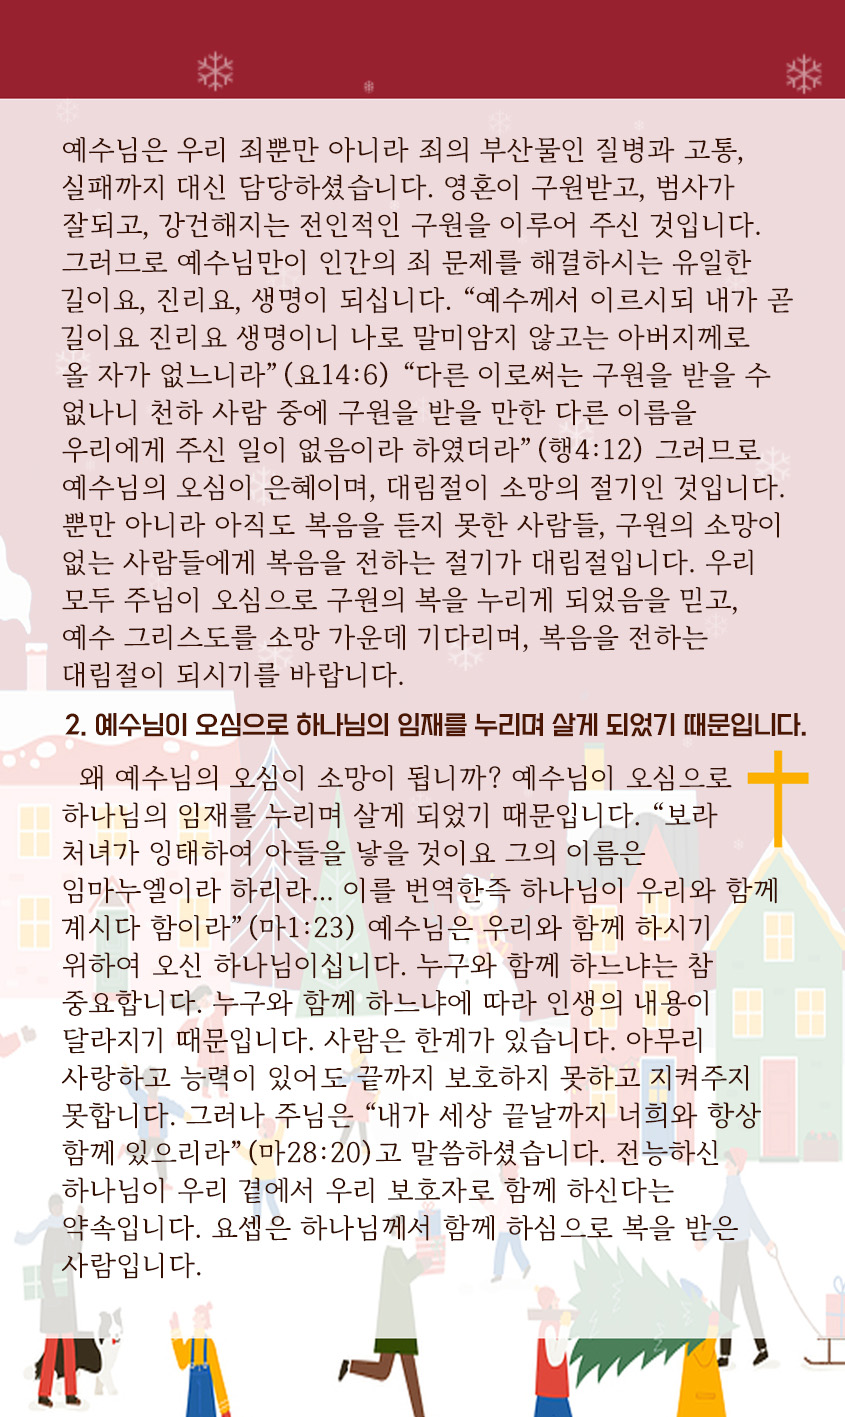 예수님은 우리 죄뿐만 아니라 죄의 부산물인 질병과 고통,
실패까지 대신 담당하셨습니다. 영혼이 구원받고, 범사가
잘되고, 강건해지는 전인적인 구원을 이루어 주신 것입니다.
그러므로 예수님만이 인간의 죄 문제를 해결하시는 유일한
길이요, 진리요, 생명이 되십니다. “예수께서 이르시되 내가 곧
길이요 진리요 생명이니 나로 말미암지 않고는 아버지께로
올 자가 없느니라”(요14:6) “다른 이로써는 구원을 받을 수
없나니 천하 사람 중에 구원을 받을 만한 다른 이름을
우리에게 주신 일이 없음이라 하였더라”(행4:12) 그러므로
예수님의 오심이 은혜이며, 대림절이 소망의 절기인 것입니다.
뿐만 아니라 아직도 복음을 듣지 못한 사람들, 구원의 소망이
없는 사람들에게 복음을 전하는 절기가 대림절입니다. 우리
모두 주님이 오심으로 구원의 복을 누리게 되었음을 믿고,
예수 그리스도를 소망 가운데 기다리며, 복음을 전하는
대림절이 되시기를 바랍니다.
2. 예수님이 오심으로 하나님의 임재를 누리며 살게 되었기 때문입니다.
왜 예수님의 오심이 소망이 됩니까? 예수님이 오심으로
하나님의 임재를 누리며 살게 되었기 때문입니다. “보라
처녀가 잉태하여 아들을 낳을 것이요 그의 이름은
임마누엘이라 하리라... 이를 번역한즉 하나님이 우리와 함께
계시다 함이라”(마1:23) 예수님은 우리와 함께 하시기
위하여 오신 하나님이십니다. 누구와 함께 하느냐는 참
중요합니다. 누구와 함께 하느냐에 따라 인생의 내용이
달라지기 때문입니다. 사람은 한계가 있습니다. 아무리
사랑하고 능력이 있어도 끝까지 보호하지 못하고 지켜주지
못합니다. 그러나 주님은 “내가 세상 끝날까지 너희와 항상
함께 있으리라”(마28:20)고 말씀하셨습니다. 전능하신
하나님이 우리 곁에서 우리 보호자로 함께 하신다는
약속입니다. 요셉은 하나님께서 함께 하심으로 복을 받은
사람입니다.